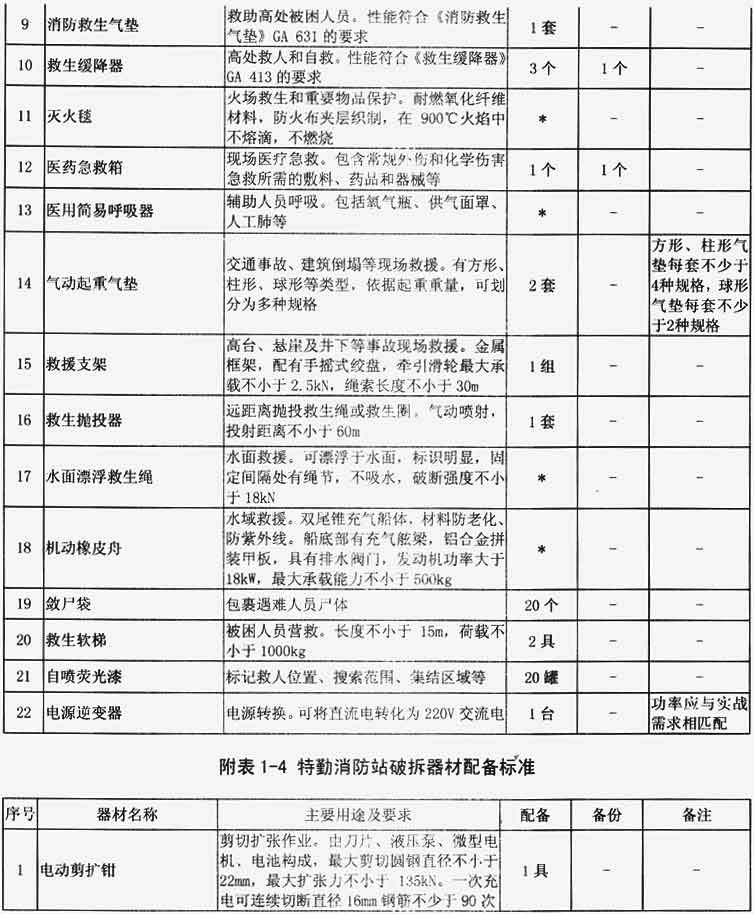 9 消防救生气垫 救助高处被困人员。性能符合《消防救生
气垫》GA 631的要求 1套 － －
10 救生缓降器 高处救人和自救。性能符合《救生缓降器》
GA 413的要求 3个 1个 －
11 灭火毯 火场救生和重要物品保护。耐燃氧化纤维
材料，防火布夹层织制，在 900℃火焰中
不熔滴，不燃烧 * － －
12 医药急救箱 现场医疗急救。包含常规外伤和化学伤害
急救所需的敷料、药品和器械等 1个 1个 －
13 医用简易呼吸器 辅助人员呼吸。包括氧气瓶、供气面罩、
人工肺等 * － －
14 气动起重气垫 交通事故、建筑倒塌等现场救援。有方形、
柱形、球形等类型，依据起重重量，可划
分为多种规格 2套 － 方形、柱形气
垫每套不少于
4种规格，球形
气垫每套不少
于2种规格
15 救援支架 高台、悬崖及井下等事故现场救援。金属
框架，配有手摇式绞盘，牵引滑轮最大承
载不小于2.5kN，绳索长度不小于30m 1组 － －
16 救生抛投器 远距离抛投救生绳或救生圈。气动喷射，
投射距离不小于60m 1套 － －
17 水面漂浮救生绳 水面救援。可漂浮于水面，标识明显，固
定间隔处有绳节，不吸水，破断强度不小
于18kN * － －
18 机动橡皮舟 水域救援。双尾锥充气船体，材料防老化、
防紫外线。船底部有充气舷梁，铝合金拼
装甲板，具有排水阀门，发动机功率大于
18kW，最大承载能力不小于500kg * － －
19 敛尸袋 包裹遇难人员尸体 20个 － －
20 救生软梯 被困人员营救。长度不小于 15m，荷载不
小于1000kg 2具 － －
21 自喷荧光漆 标记救人位置、搜索范围、集结区域等 20罐 － －
22 电源逆变器 电源转换。可将直流电转化为220V交流电 1台 － 功率应与实战
需求相匹配
附表1-4 特勤消防站破拆器材配备标准
序号 器材名称 主要用途及要求 配备 备份 备注
1 电动剪扩钳 剪切扩张作业。由刀片、液压泵、微型电
机、电池构成，最大剪切圆钢直径不小于
22mm，最大扩张力不小于 135kN。一次充
电可连续切断直径16mm钢筋不少于90次 1具 － －